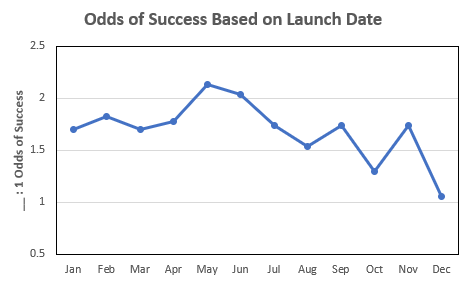 Odds of Success Based on Launch Date
__ : 1 Odds of Success
2.5
2
1.5
1
0.5
Jan Feb Mar Apr May Jun Jul Aug Sep Oct Nov Dec